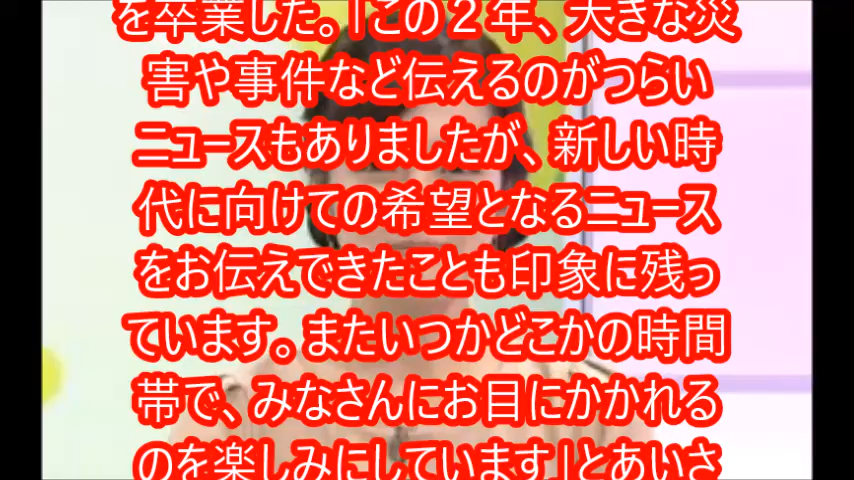 を卒業した。「この２年、大きな災
害や事件など伝えるのがつらい
ニュースもありましたが、新しい時
代に向けての希望となるニュース
をお伝えできたことも印象に残っ
ています。またいつかどこかの時間
帯で、みなさんにお目にかかれる
のを楽しみにしています」とあいさ